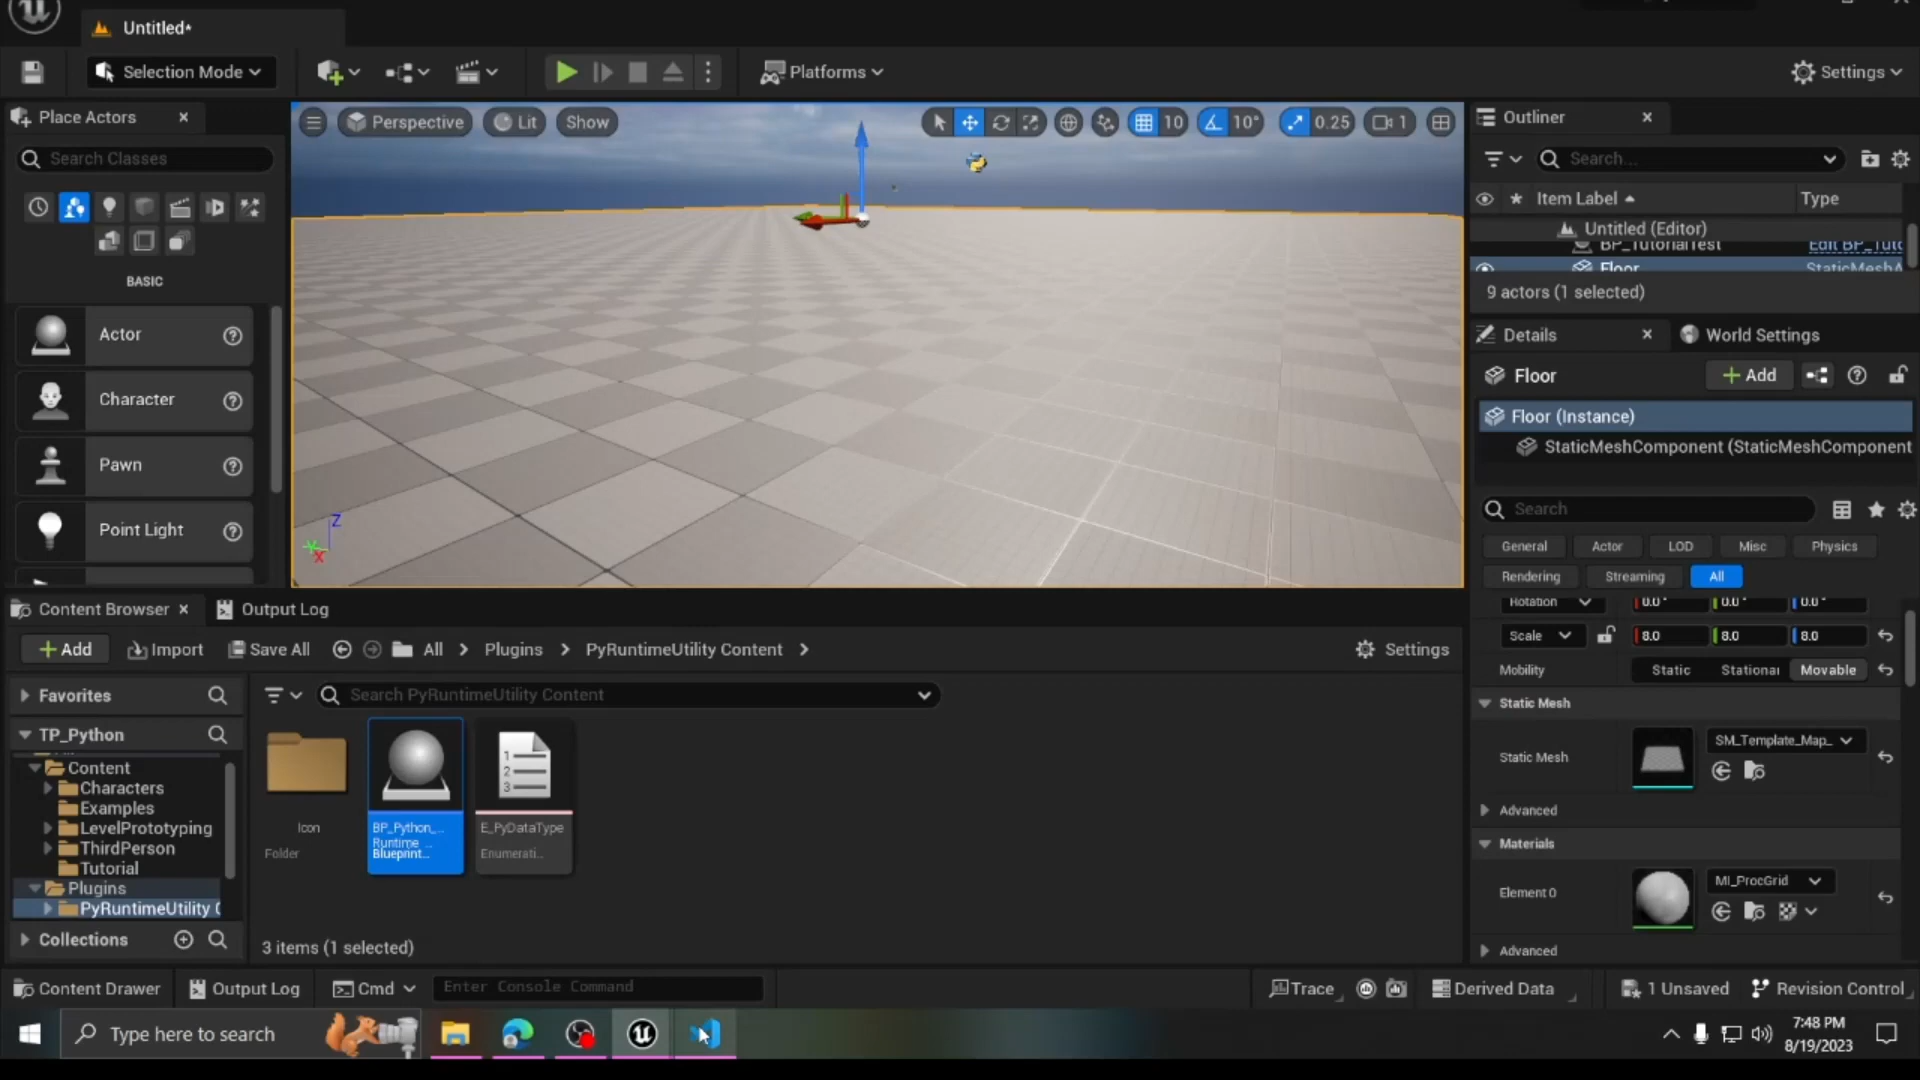 Untitled*
Selection Mode
Platforms
Settings
Place Actors
Search Classes
BASIC
Actor
Character
Pawn
Point Light
Perspective
Lit
Show
10
10°
0.25
1
Z
Y
X
Outliner
Search...
Item Label
Type
Untitled (Editor)
BP_TutorialTest
Edit BP_Tuto
Floor
StaticMeshA
9 actors (1 selected)
Details
World Settings
Floor
Add
Floor (Instance)
StaticMeshComponent (StaticMeshComponent
Search
General
Actor
LOD
Misc
Physics
Rendering
Streaming
All
Rotation
0.0°
0.0°
0.0°
Scale
8.0
8.0
8.0
Mobility
Static
Stationar
Movable
Static Mesh
Static Mesh
SM_Template_Map_
Advanced
Materials
Element 0
MI_ProcGrid
Advanced
Content Browser
Output Log
Add
Import
Save All
All
Plugins
PyRuntimeUtility Content
Settings
Favorites
Search PyRuntimeUtility Content
TP_Python
Content
Characters
Examples
LevelPrototyping
ThirdPerson
Tutorial
Plugins
PyRuntimeUtility C
Collections
Icon
Folder
BP_Python_...
Runtime ...
Blueprint...
1
2
3
E_PyDataType
Enumerati..
3 items (1 selected)
Content Drawer
Output Log
Cmd
Enter Console Command
Trace
Derived Data
1 Unsaved
Revision Control
Type here to search
7:48 PM
8/19/2023